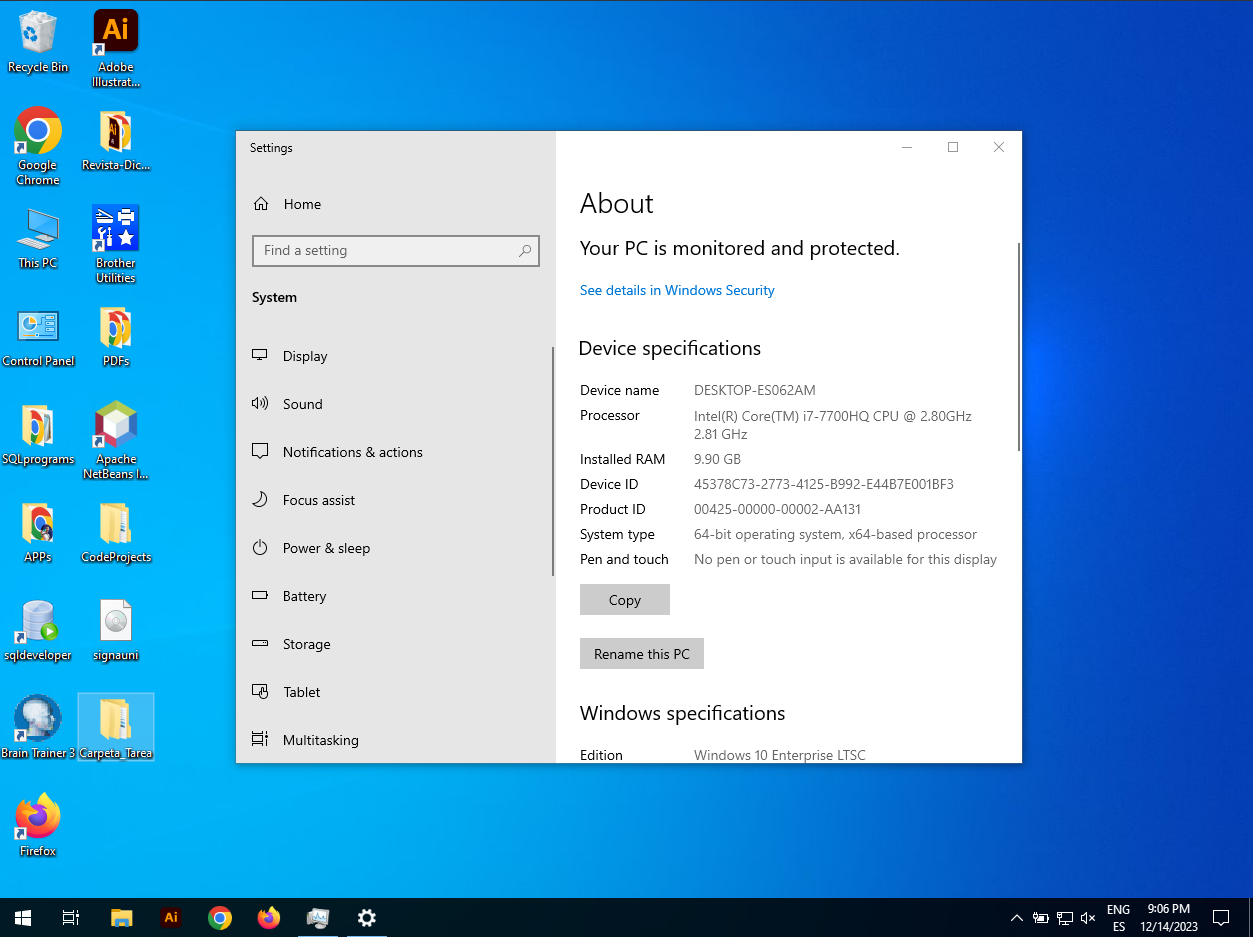 Recycle Bin
Ai
Adobe
Illustrat...
Google
Chrome
Revista-Dic...
This PC
Brother
Utilities
Control Panel
PDFs
SQLprograms
Apache
NetBeans I...
APPs
CodeProjects
sqldeveloper
signauni
Brain Trainer 3
Carpeta_Tarea
Firefox
Settings
Home
Find a setting
System
Display
Sound
Notifications & actions
Focus assist
Power & sleep
Battery
Storage
Tablet
Multitasking
About
Your PC is monitored and protected.
See details in Windows Security
Device specifications
Device name DESKTOP-ES062AM
Processor Intel(R) Core(TM) i7-7700HQ CPU @ 2.80GHz
2.81 GHz
Installed RAM 9.90 GB
Device ID 45378C73-2773-4125-B992-E44B7E001BF3
Product ID 00425-00000-00002-AA131
System type 64-bit operating system, x64-based processor
Pen and touch No pen or touch input is available for this display
Copy
Rename this PC
Windows specifications
Edition Windows 10 Enterprise LTSC
Ai
ENG
ES
9:06 PM
12/14/2023